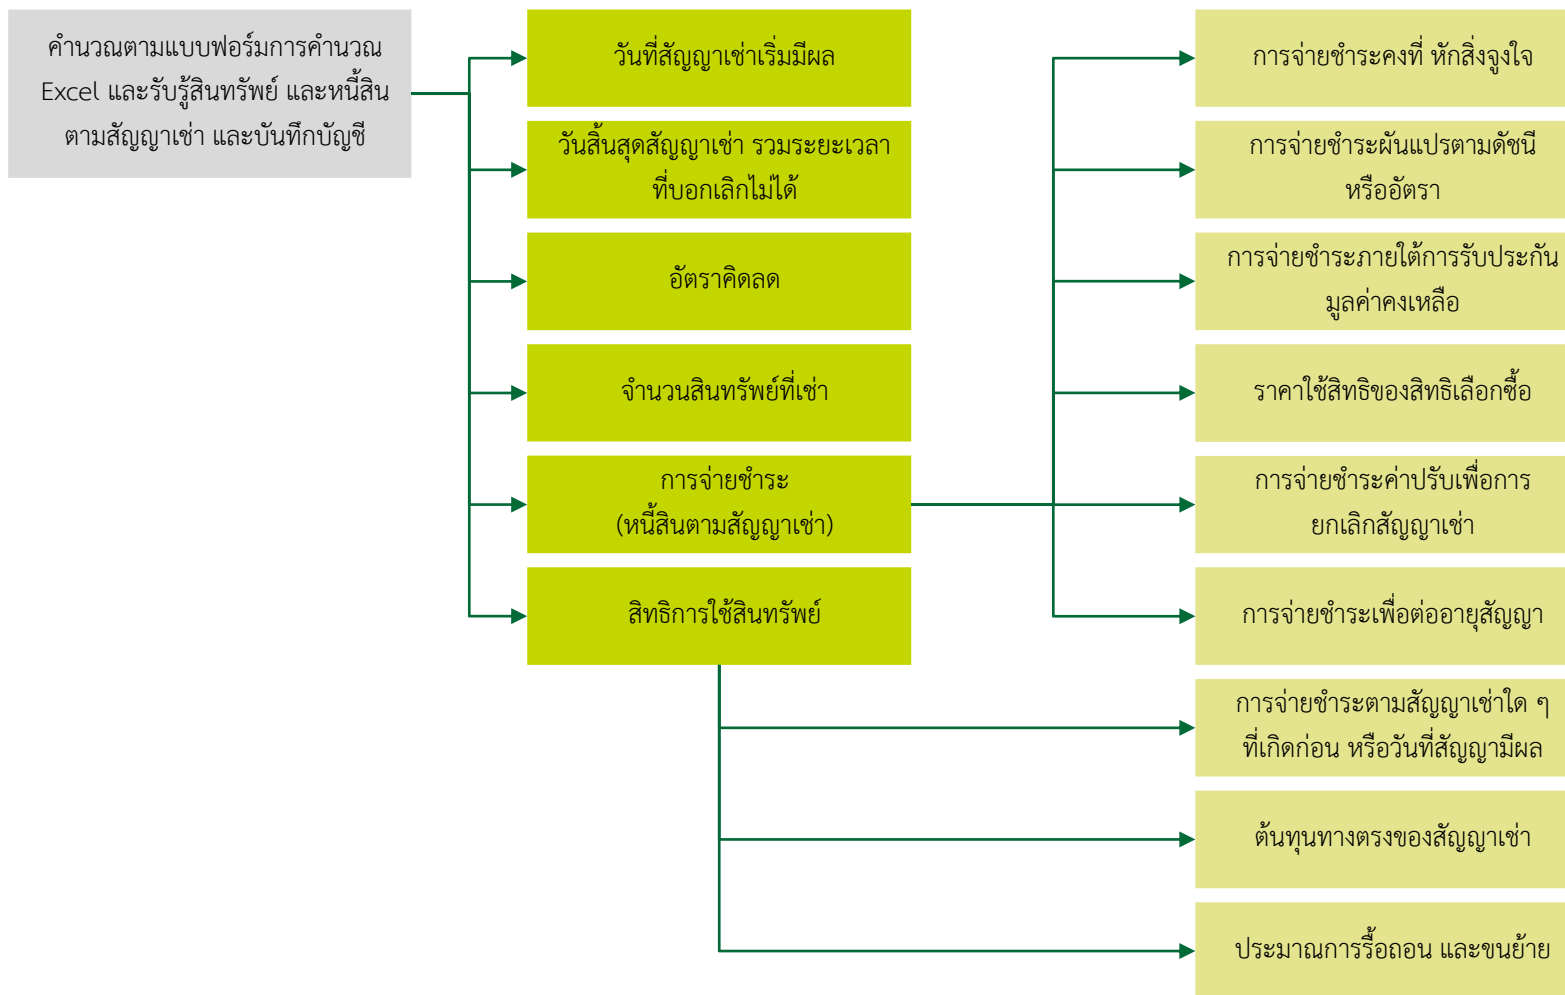 คำนวณตามแบบฟอร์มการคำนวณ
Excel และรับรู้สินทรัพย์ และหนี้สิน
ตามสัญญาเช่า และบันทึกบัญชี
วันที่สัญญาเช่าเริ่มมีผล
วันสิ้นสุดสัญญาเช่า รวมระยะเวลา
ที่บอกเลิกไม่ได้
อัตราคิดลด
จำนวนสินทรัพย์ที่เช่า
การจ่ายชำระ
(หนี้สินตามสัญญาเช่า)
สิทธิการใช้สินทรัพย์
การจ่ายชำระคงที่ หักสิ่งจูงใจ
การจ่ายชำระผันแปรตามดัชนี
หรืออัตรา
การจ่ายชำระภายใต้การรับประกัน
มูลค่าคงเหลือ
ราคาใช้สิทธิของสิทธิเลือกซื้อ
การจ่ายชำระค่าปรับเพื่อการ
ยกเลิกสัญญาเช่า
การจ่ายชำระเพื่อต่ออายุสัญญา
การจ่ายชำระตามสัญญาเช่าใด ๆ
ที่เกิดก่อน หรือวันที่สัญญามีผล
ต้นทุนทางตรงของสัญญาเช่า
ประมาณการรื้อถอน และขนย้าย